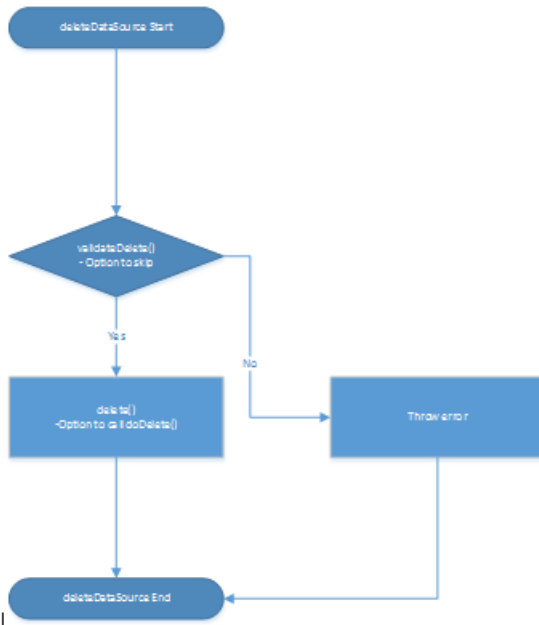 deleteDataSource Start
validateDelete()
- Option to skip
Yes
No
delete()
-Option to call doDelete()
Throw error
deleteDataSource End